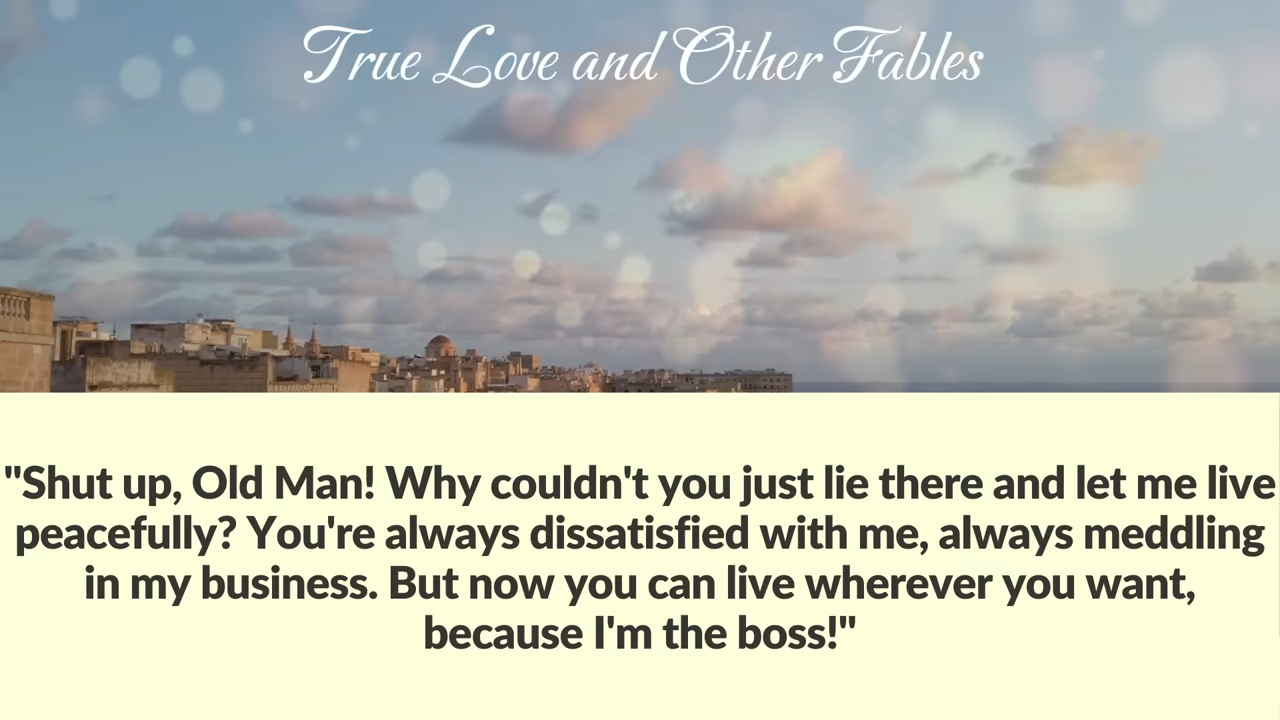 True Love and Other Fables
"Shut up, Old Man! Why couldn't you just lie there and let me live
peacefully? You're always dissatisfied with me, always meddling
in my business. But now you can live wherever you want,
because I'm the boss!"